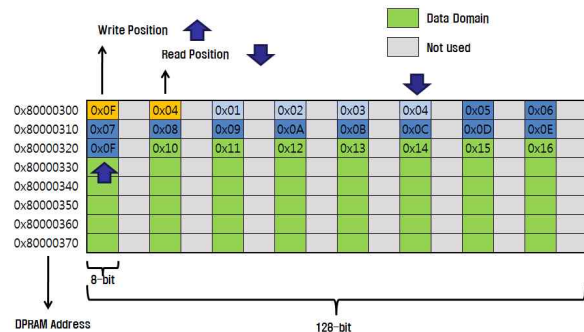 Write Position
Read Position
Data Domain
Not used
0x80000300 0x0F 0x04 0x01 0x02 0x03 0x04 0x05 0x06
0x80000310 0x07 0x08 0x09 0x0A 0x0B 0x0C 0x0D 0x0E
0x80000320 0x0F 0x10 0x11 0x12 0x13 0x14 0x15 0x16
0x80000330
0x80000340
0x80000350
0x80000360
0x80000370
8-bit
DPRAM Address
128-bit